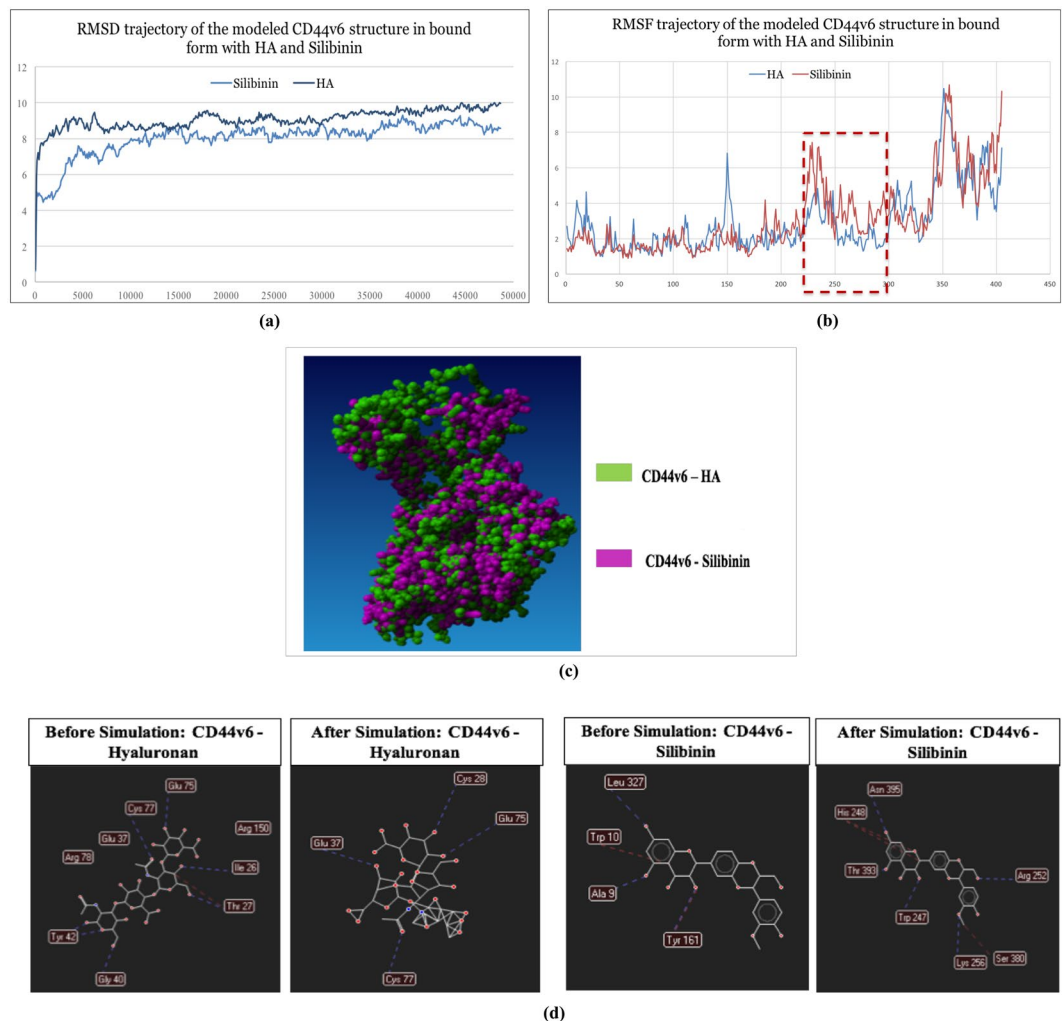 RMSD trajectory of the modeled CD44v6 structure in bound
form with HA and Silibinin
Silibinin HA
12
10
8
6
4
2
0
0 5000 10000 15000 20000 25000 30000 35000 40000 45000 50000
(a)
RMSF trajectory of the modeled CD44v6 structure in bound
form with HA and Silibinin
HA Silibinin
12
10
8
6
4
2
0
0 50 100 150 200 250 300 350 400 450
(b)
CD44v6 – HA
CD44v6 - Silibinin
(c)
Before Simulation: CD44v6 -
Hyaluronan
Glu 75
Cys 77
Arg 150
Glu 37
Arg 78
Ile 26
Thr 27
Tyr 42
Gly 40
After Simulation: CD44v6 -
Hyaluronan
Cys 28
Glu 75
Glu 37
Cys 77
Before Simulation: CD44v6 -
Silibinin
Leu 327
Trp 10
Ala 9
Tyr 161
After Simulation: CD44v6 -
Silibinin
Asn 395
His 248
Thr 393
Arg 252
Trp 247
Lys 256
Ser 380
(d)